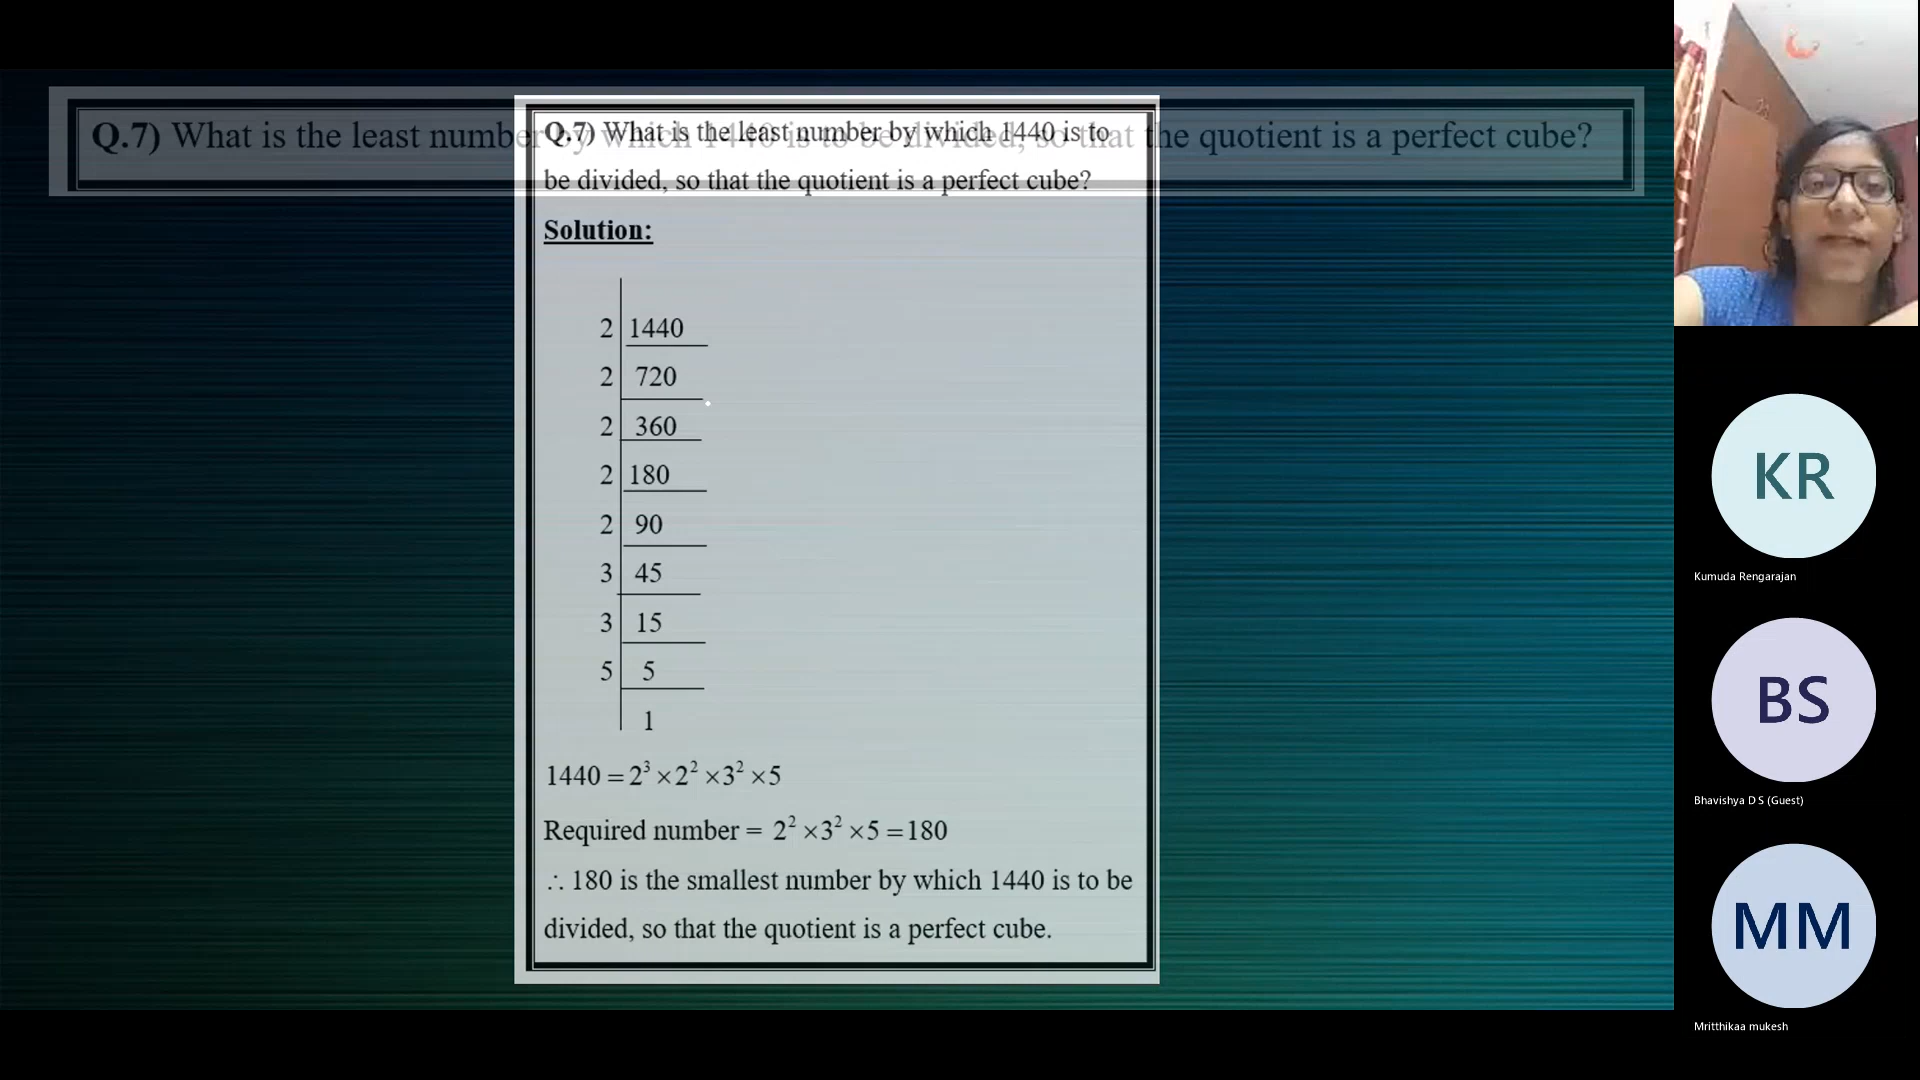 Q.7) What is the least number by which 1440 is to be divided, so that the quotient is a perfect cube?
Q.7) What is the least number by which 1440 is to
be divided, so that the quotient is a perfect cube?
Solution:
2 1440
2 720
2 360
2 180
2 90
3 45
3 15
5 5
1
1440 = 2³ × 2² × 3² × 5
Required number = 2² × 3² × 5 = 180
∴ 180 is the smallest number by which 1440 is to be
divided, so that the quotient is a perfect cube.
KR
Kumuda Rengarajan
BS
Bhavishya D S (Guest)
MM
Mritthikaa mukesh